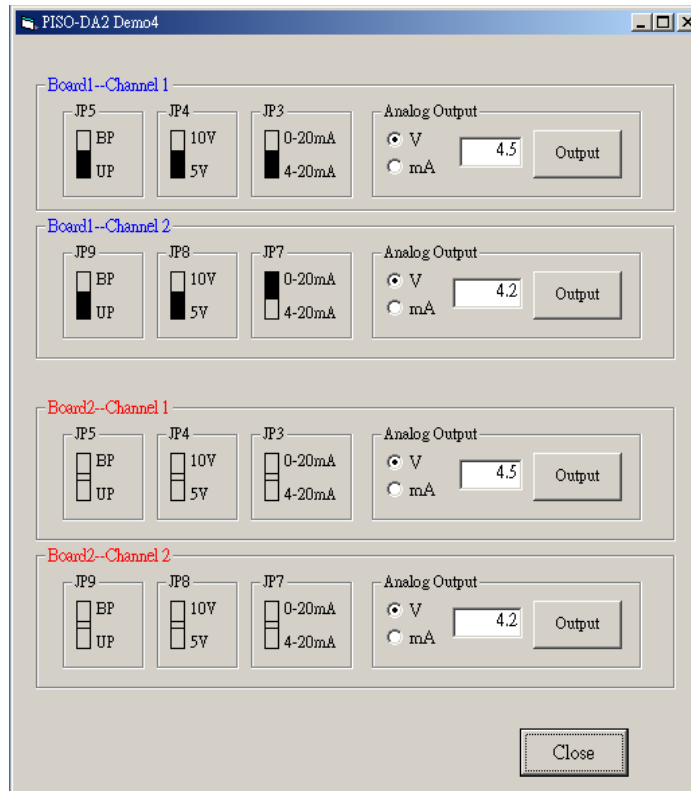 PISO-DA2 Demo4
Board1--Channel 1
JP5
BP
UP
JP4
10V
5V
JP3
0-20mA
4-20mA
Analog Output
V
mA
4.5
Output
Board1--Channel 2
JP9
BP
UP
JP8
10V
5V
JP7
0-20mA
4-20mA
Analog Output
V
mA
4.2
Output
Board2--Channel 1
JP5
BP
UP
JP4
10V
5V
JP3
0-20mA
4-20mA
Analog Output
V
mA
4.5
Output
Board2--Channel 2
JP9
BP
UP
JP8
10V
5V
JP7
0-20mA
4-20mA
Analog Output
V
mA
4.2
Output
Close